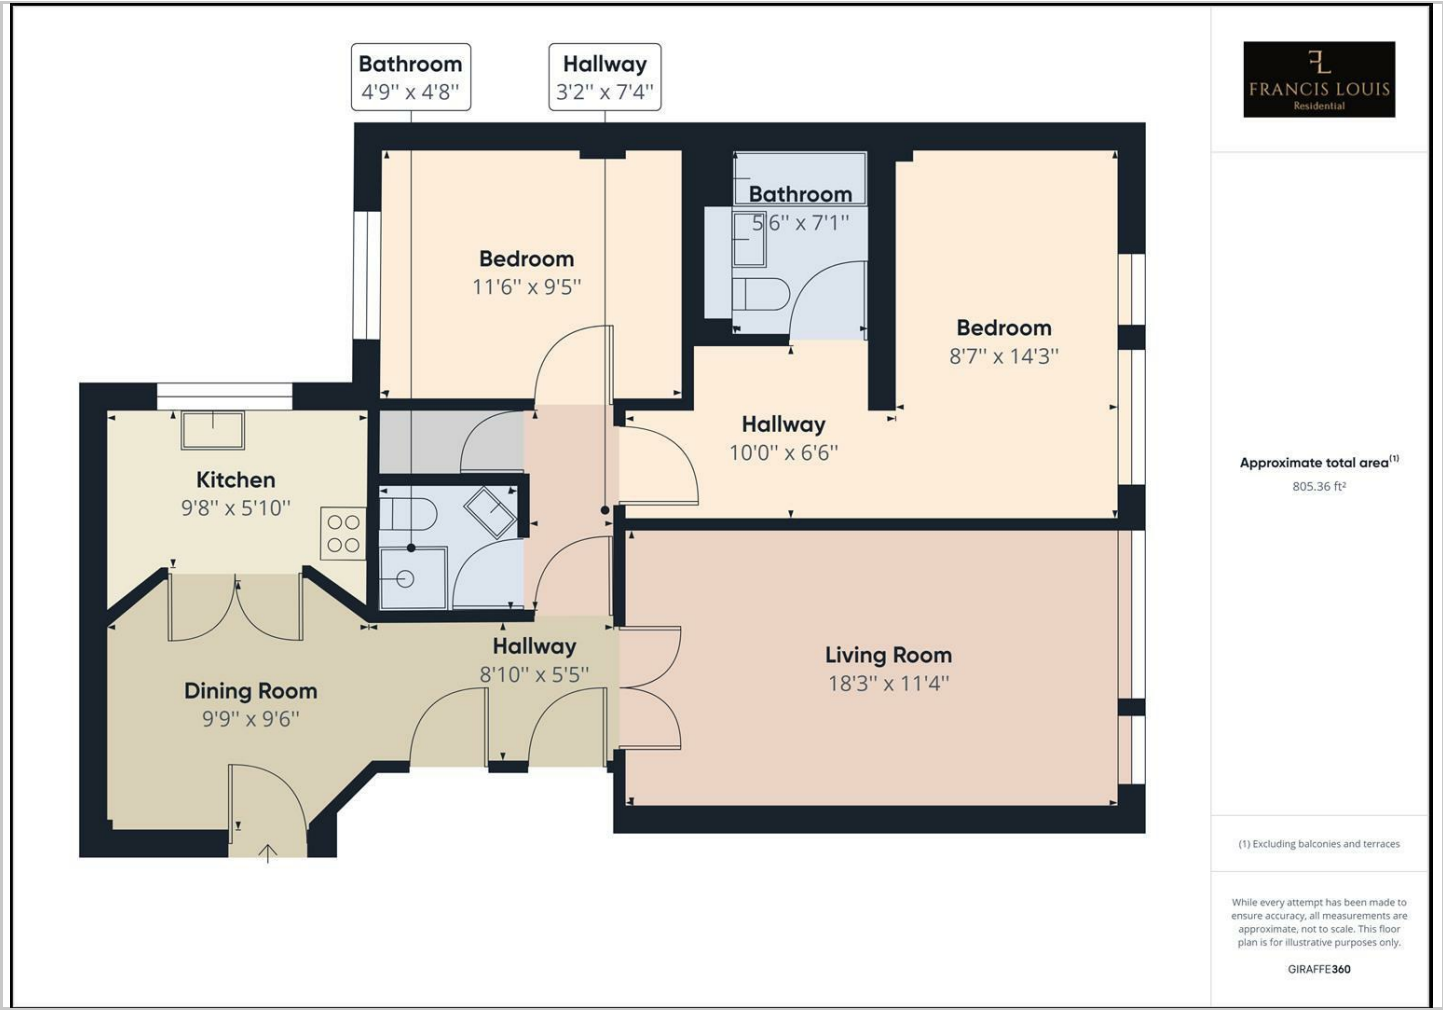 Bathroom
4'9" x 4'8"
Hallway
3'2" x 7'4"
FL
FRANCIS LOUIS
Residential
Bathroom
5'6" x 7'1"
Bedroom
11'6" x 9'5"
Bedroom
8'7" x 14'3"
Hallway
10'0" x 6'6"
Kitchen
9'8" x 5'10"
Approximate total area(1)
805.36 ft²
Hallway
8'10" x 5'5"
Living Room
18'3" x 11'4"
Dining Room
9'9" x 9'6"
(1) Excluding balconies and terraces
While every attempt has been made to
ensure accuracy, all measurements are
approximate, not to scale. This floor
plan is for illustrative purposes only.
GIRAFFE360